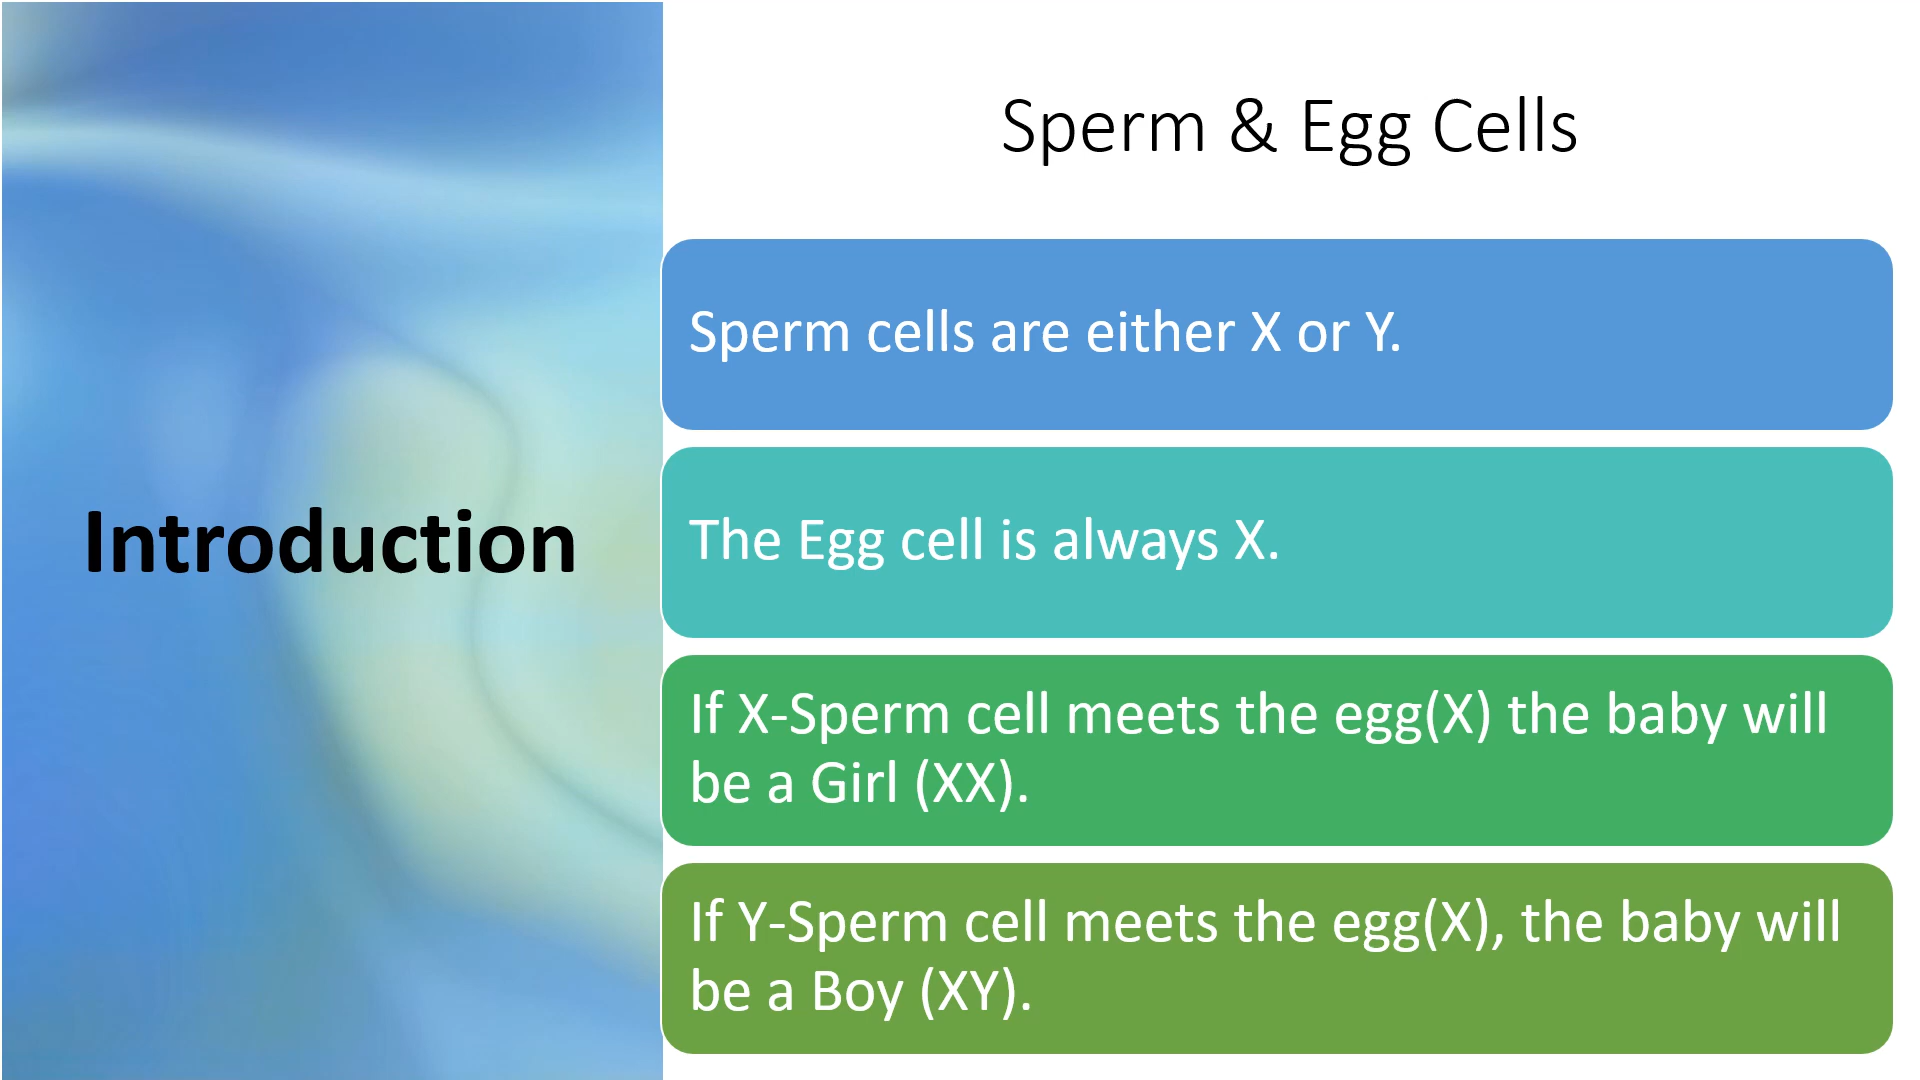 Introduction
Sperm & Egg Cells
Sperm cells are either X or Y.
The Egg cell is always X.
If X-Sperm cell meets the egg(X) the baby will
be a Girl (XX).
If Y-Sperm cell meets the egg(X), the baby will
be a Boy (XY).